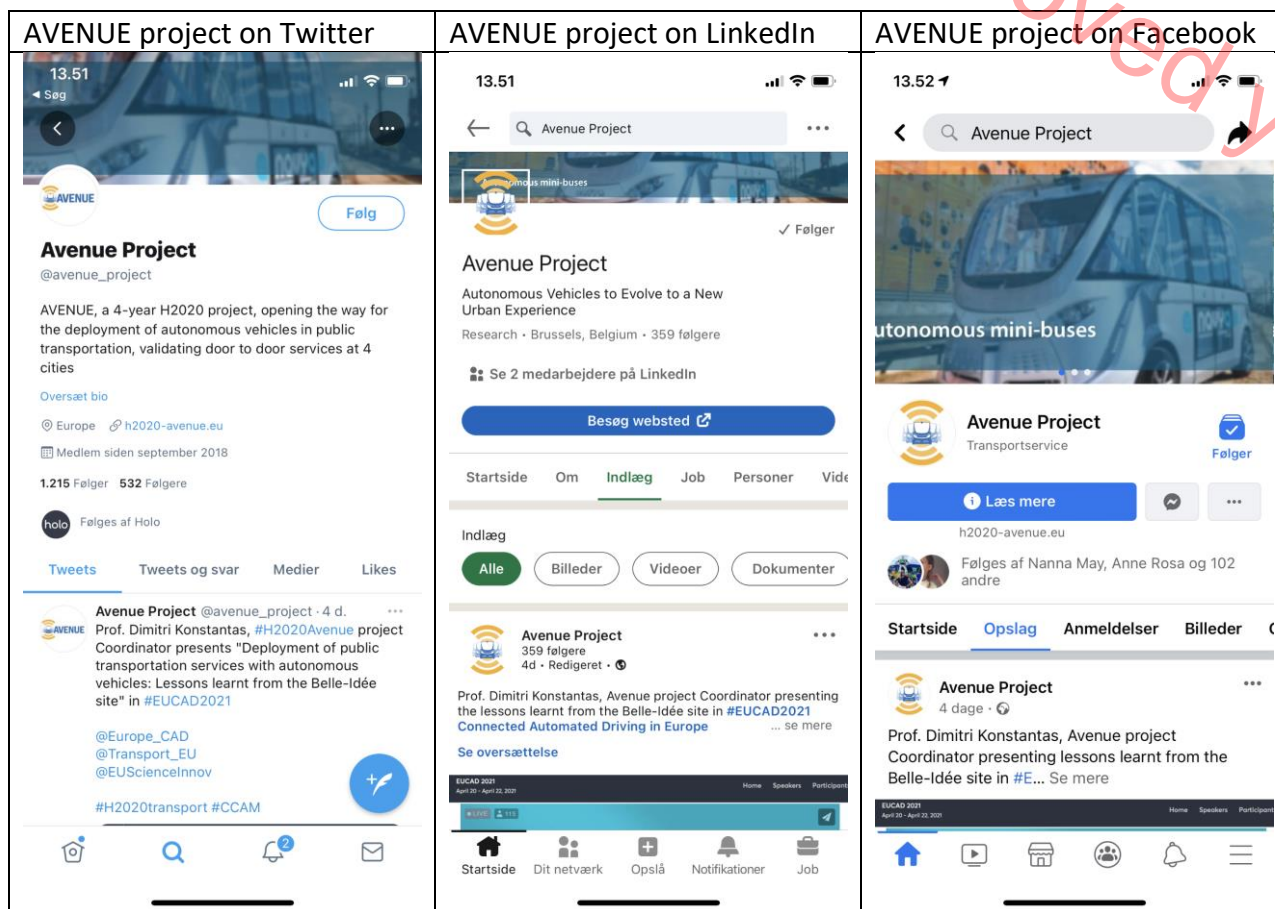 AVENUE project on Twitter
13.51
Søg
AVENUE
Følg
Avenue Project
@avenue_project
AVENUE, a 4-year H2020 project, opening the way for
the deployment of autonomous vehicles in public
transportation, validating door to door services at 4
cities
Oversæt bio
Europe h2020-avenue.eu
Medlem siden september 2018
1.215 Følger 532 Følgere
holo Følges af Holo
Tweets Tweets og svar Medier Likes
AVENUE
Avenue Project @avenue_project · 4 d.
Prof. Dimitri Konstantas, #H2020Avenue project
Coordinator presents "Deployment of public
transportation services with autonomous
vehicles: Lessons learnt from the Belle-Idée
site" in #EUCAD2021
@Europe_CAD
@Transport_EU
@EUScienceInnov
#H2020transport #CCAM
2
AVENUE project on LinkedIn
13.51
Avenue Project
mini-buses
Følger
Avenue Project
Autonomous Vehicles to Evolve to a New
Urban Experience
Research • Brussels, Belgium • 359 følgere
Se 2 medarbejdere på LinkedIn
Besøg websted
Startside Om Indlæg Job Personer Vide
Indlæg
Alle Billeder Videoer Dokumenter
Avenue Project
359 følgere
4d • Redigeret •
Prof. Dimitri Konstantas, Avenue project Coordinator presenting
the lessons learnt from the Belle-Idée site in #EUCAD2021
Connected Automated Driving in Europe ... se mere
Se oversættelse
EUCAD 2021
April 20 - April 22, 2021
Home Speakers Participant
LIVE 115
Startside Dit netværk Opslå Notifikationer Job
AVENUE project on Facebook
13.52
Avenue Project
utonomous mini-buses
Avenue Project
Transportservice
Følger
Læs mere
h2020-avenue.eu
Følges af Nanna May, Anne Rosa og 102
andre
Startside Opslag Anmeldelser Billeder
Avenue Project
4 dage ·
Prof. Dimitri Konstantas, Avenue project
Coordinator presenting lessons learnt from the
Belle-Idée site in #E... Se mere
EUCAD 2021
April 20 - April 22, 2021
Home Speakers Participant